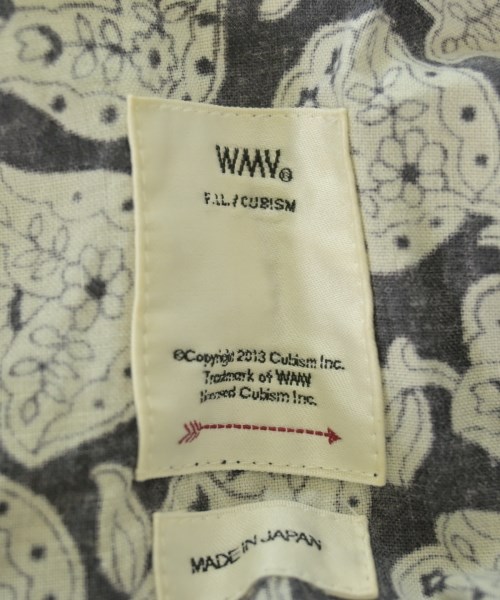 WMV®
F.I.L./CUBISM
©Copyright 2013 Cubism Inc.
Trademark of WMV
licensed Cubism Inc.
MADE IN JAPAN